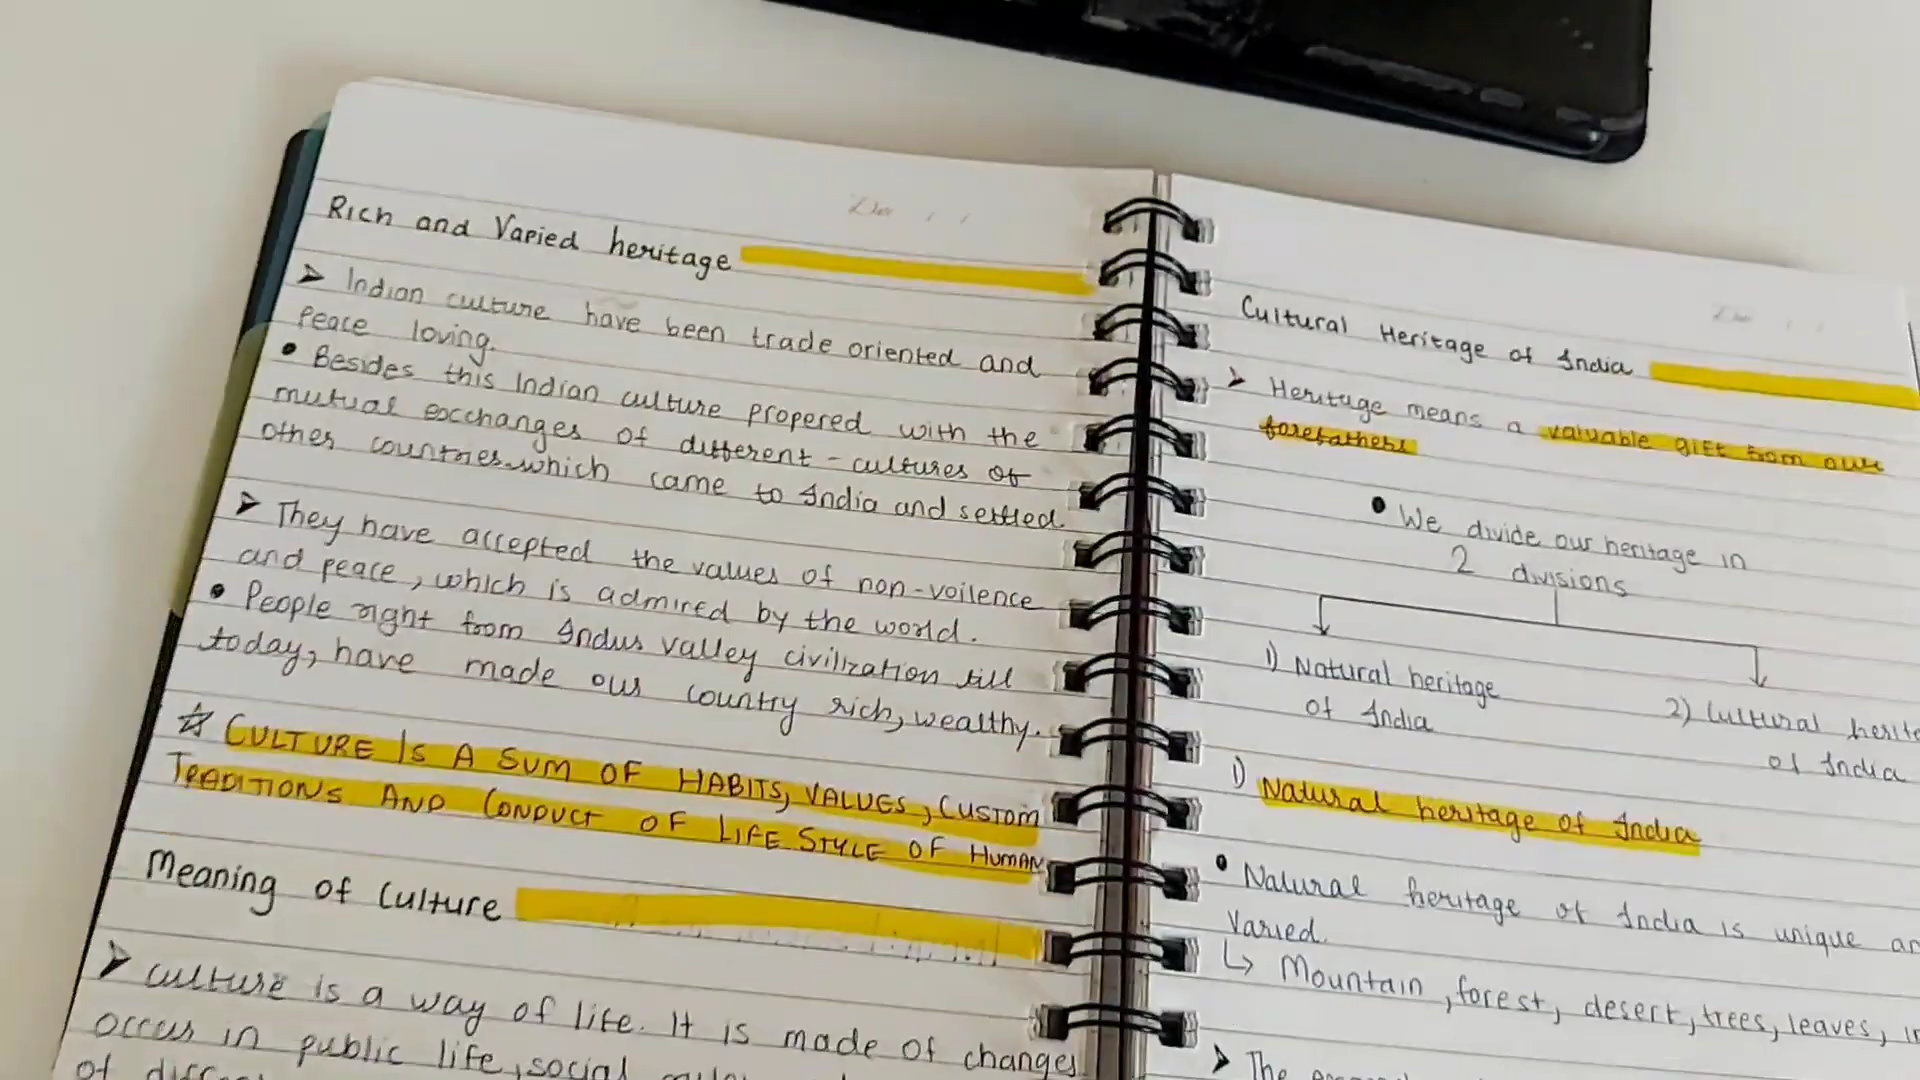 Rich and Varied heritage
➤ Indian culture have been trade oriented and
peace loving.
• Besides this Indian culture propered with the
mutual excchanges of different - cultures of
other countries which came to India and settled.
➤ They have accepted the values of non-voilence
and peace, which is admired by the world.
• People right from Indus valley civilization till
today, have made our country rich, wealthy.
☆ CULTURE IS A SUM OF HABITS, VALUES, CUSTOM
TRADITIONS AND CONDUCT OF LIFE STYLE OF HUMAN
Meaning of Culture
➤ Culture is a way of life. It is made of changes
occur in public life, social
of
Cultural Heritage of India
➤ Heritage means a valuable gift from our
forefathers
• We divide our heritage in
2 divisions
1) Natural heritage
of India
2) Cultural herit
of India
1) Natural heritage of India
• Natural heritage of India is unique an
varied.
↳ Mountain, forest, desert, trees, leaves,
➤ The